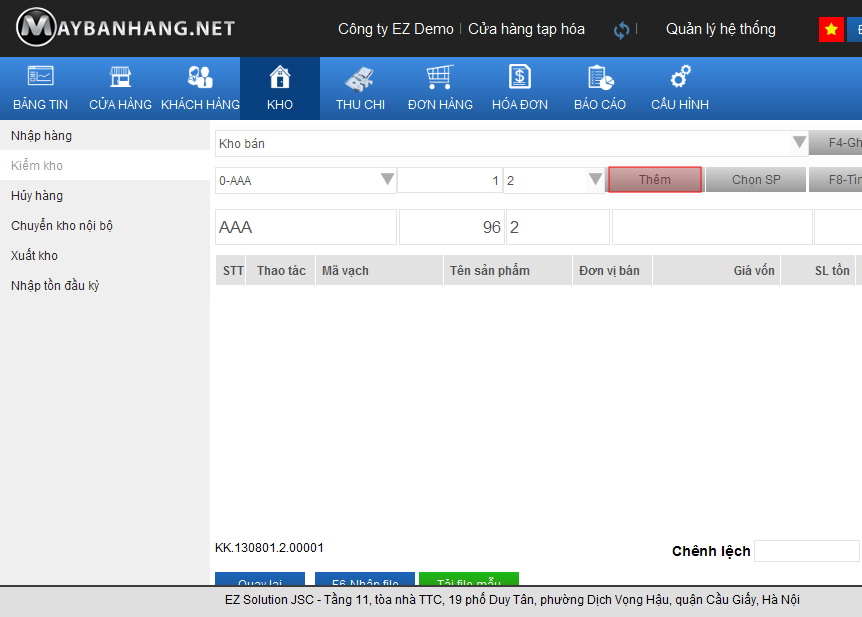 MAYBANHANG.NET
Công ty EZ Demo | Cửa hàng tạp hóa | Quản lý hệ thống
BẢNG TIN CỬA HÀNG KHÁCH HÀNG KHO THU CHI ĐƠN HÀNG HÓA ĐƠN BÁO CÁO CẤU HÌNH
Nhập hàng
Kiểm kho
Hủy hàng
Chuyển kho nội bộ
Xuất kho
Nhập tồn đầu kỳ
Kho bán F4-Gh
0-AAA 1 2 Thêm Chọn SP F8-Tìr
AAA 96 2
STT Thao tác Mã vạch Tên sản phẩm Đơn vị bán Giá vốn SL tồn
KK.130801.2.00001
Chênh lệch
Quay lại F6-Nhập file Tải file mẫu
EZ Solution JSC - Tầng 11, tòa nhà TTC, 19 phố Duy Tân, phường Dịch Vọng Hậu, quận Cầu Giấy, Hà Nội